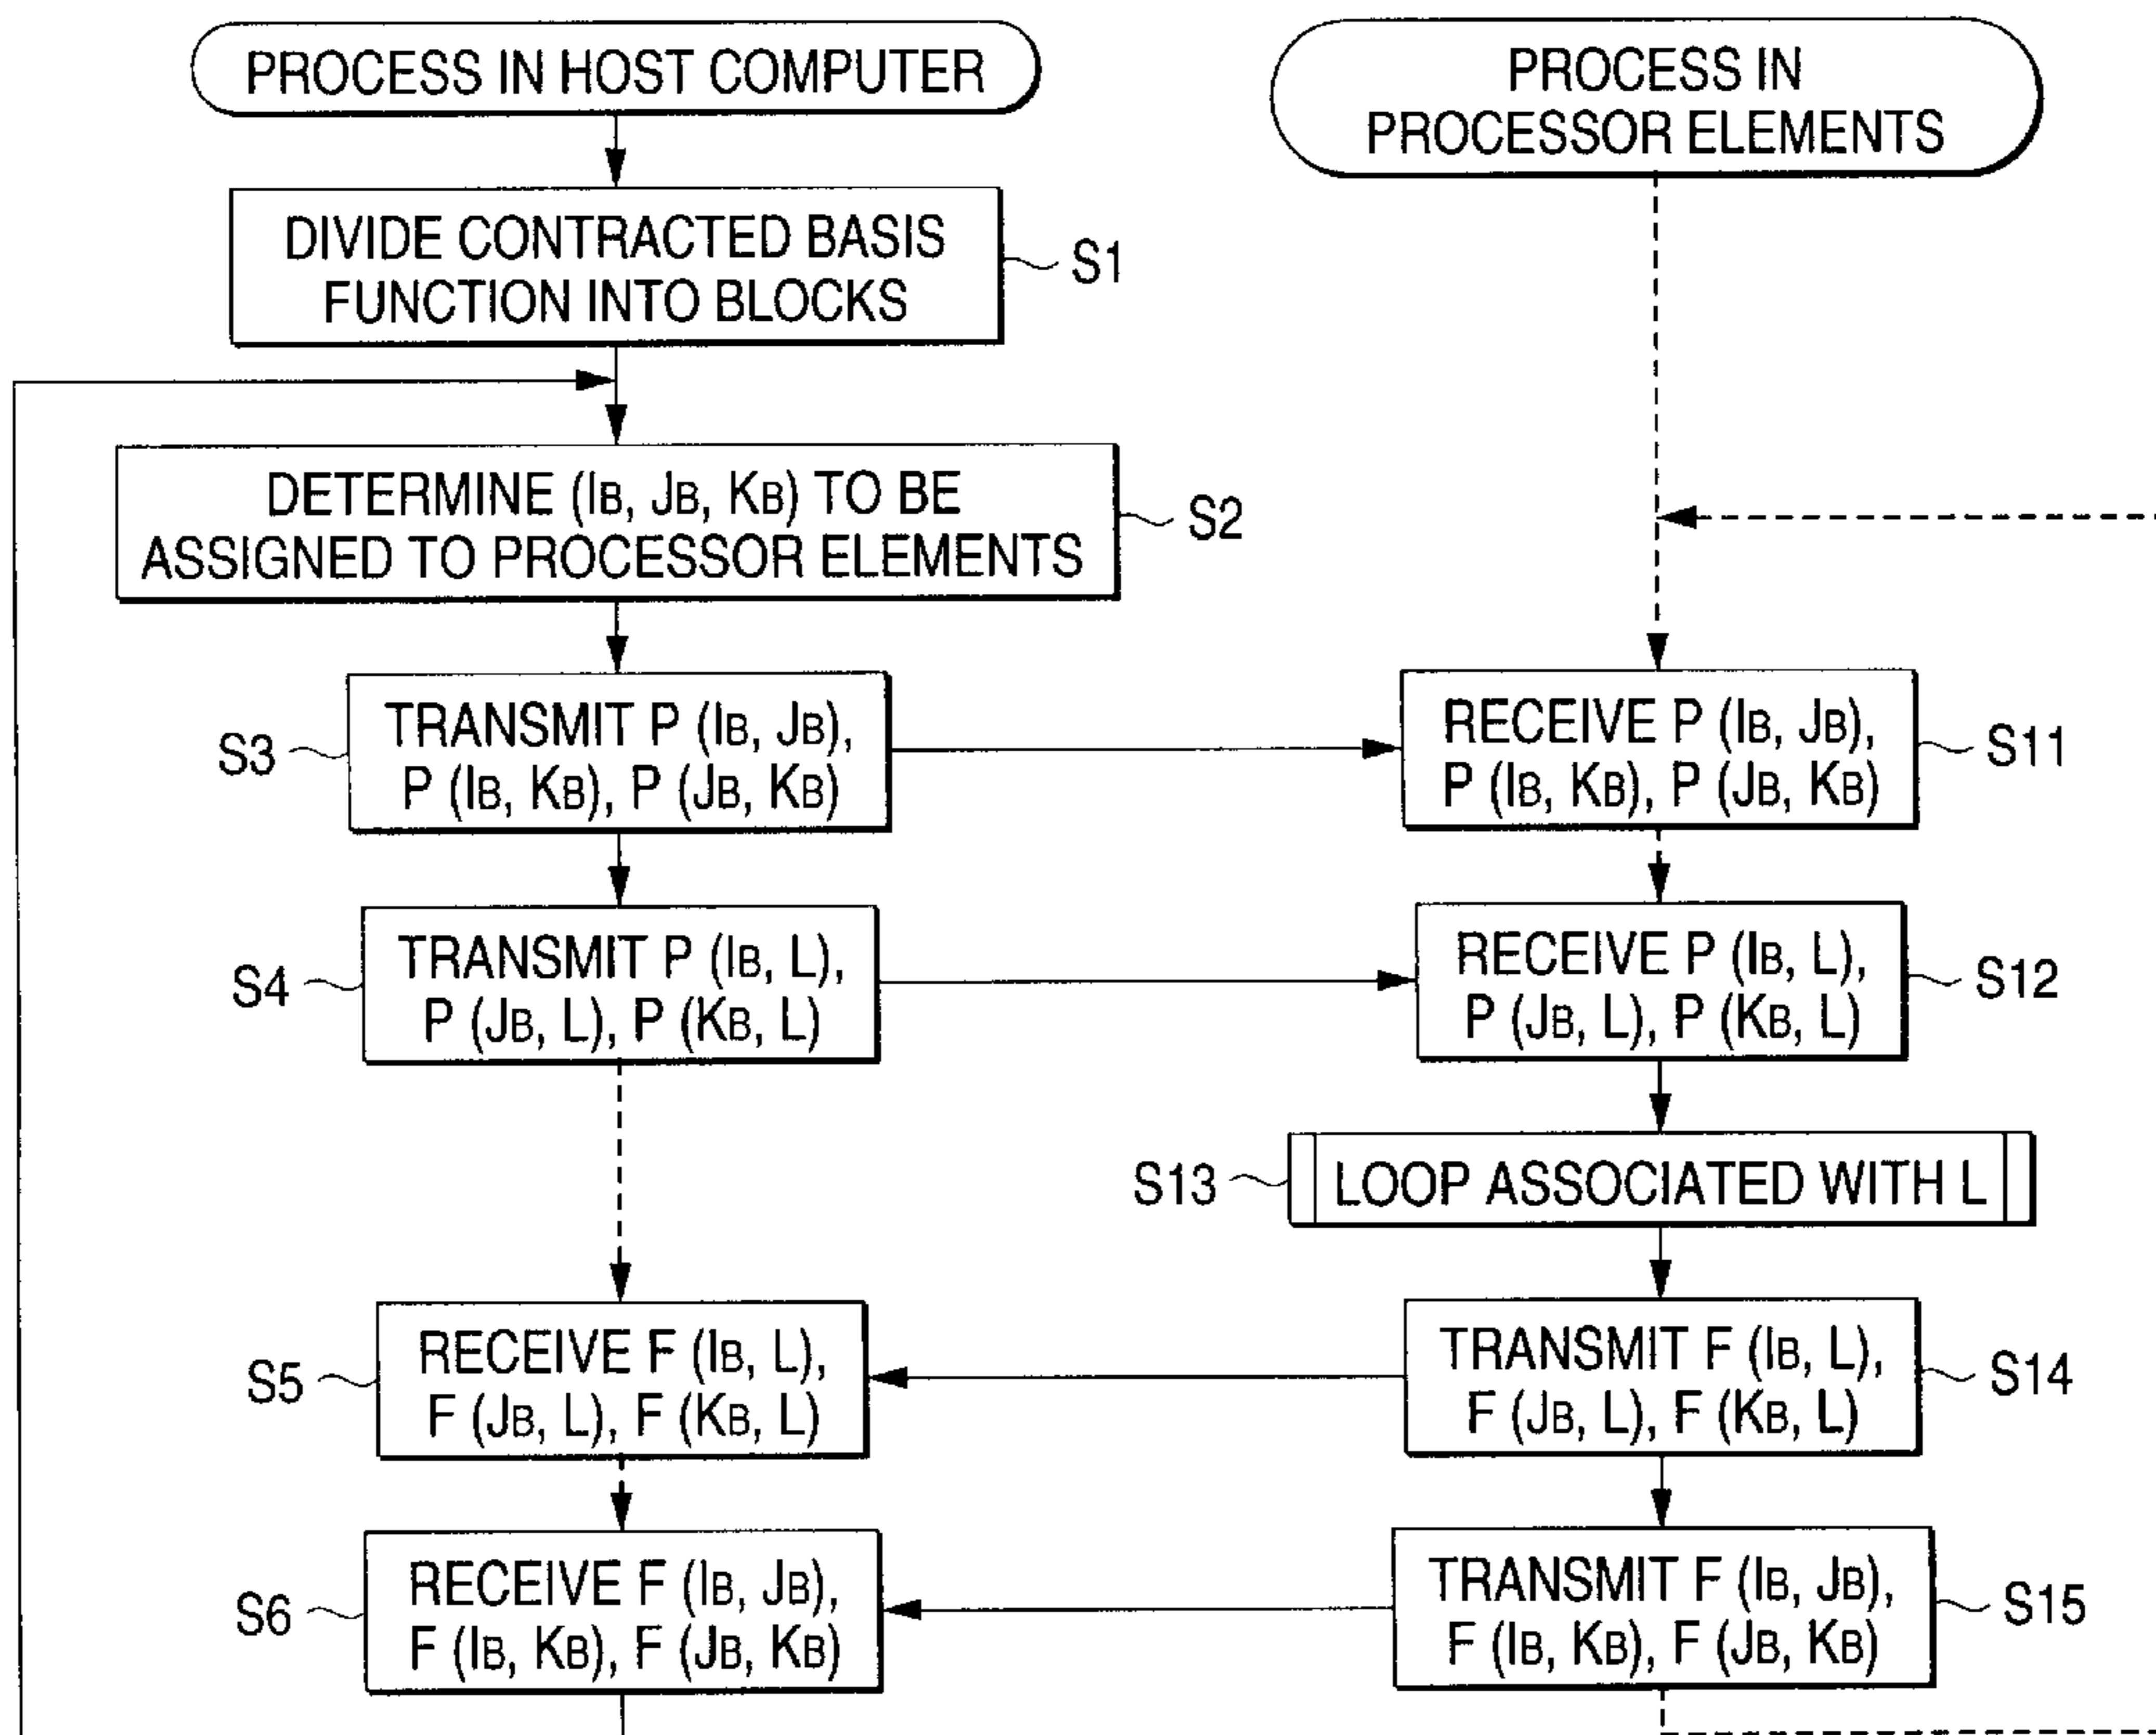 PROCESS IN HOST COMPUTER
DIVIDE CONTRACTED BASIS
FUNCTION INTO BLOCKS
S1
DETERMINE (IB, JB, KB) TO BE
ASSIGNED TO PROCESSOR ELEMENTS
S2
TRANSMIT P (IB, JB),
P (IB, KB), P (JB, KB)
S3
TRANSMIT P (IB, L),
P (JB, L), P (KB, L)
S4
RECEIVE F (IB, L),
F (JB, L), F (KB, L)
S5
RECEIVE F (IB, JB),
F (IB, KB), F (JB, KB)
S6
PROCESS IN
PROCESSOR ELEMENTS
RECEIVE P (IB, JB),
P (IB, KB), P (JB, KB)
S11
RECEIVE P (IB, L),
P (JB, L), P (KB, L)
S12
S13
LOOP ASSOCIATED WITH L
TRANSMIT F (IB, L),
F (JB, L), F (KB, L)
S14
TRANSMIT F (IB, JB),
F (IB, KB), F (JB, KB)
S15